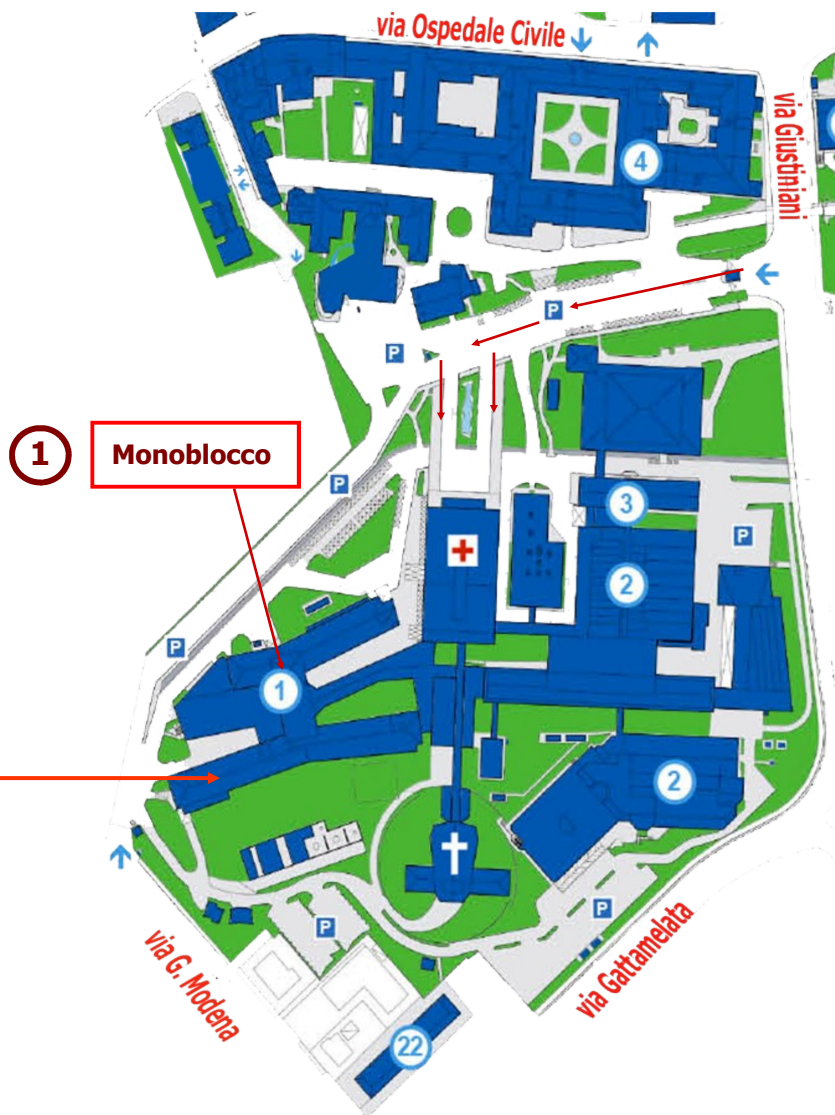 via Ospedale Civile
via Giustiniani
4
P
P
1
Monoblocco
P
3
P
2
P
1
2
P
P
via G. Modena
via Gattamelata
22